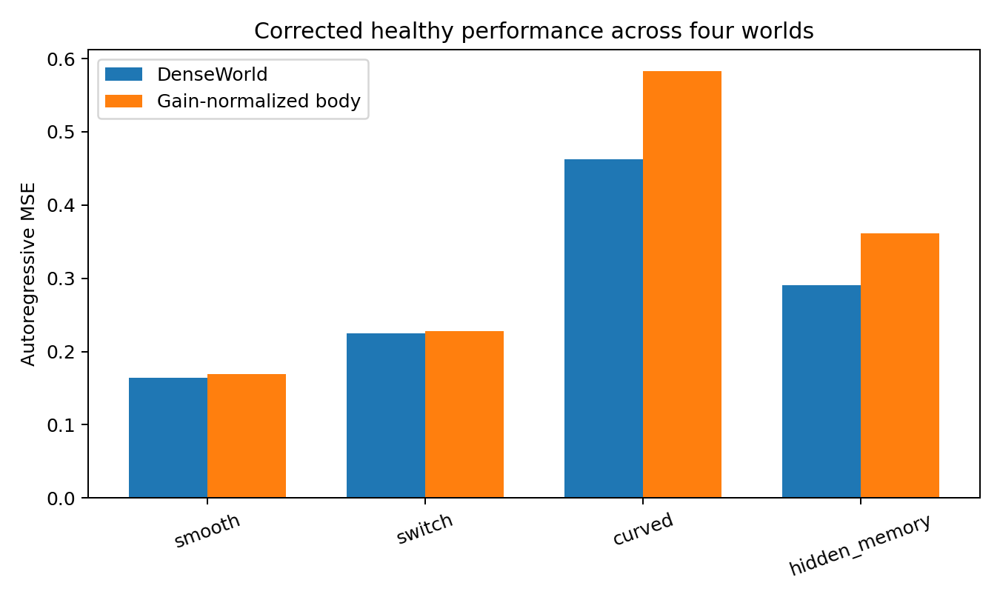 Corrected healthy performance across four worlds
DenseWorld
Gain-normalized body
Autoregressive MSE
0.6
0.5
0.4
0.3
0.2
0.1
0.0
smooth
switch
curved
hidden_memory